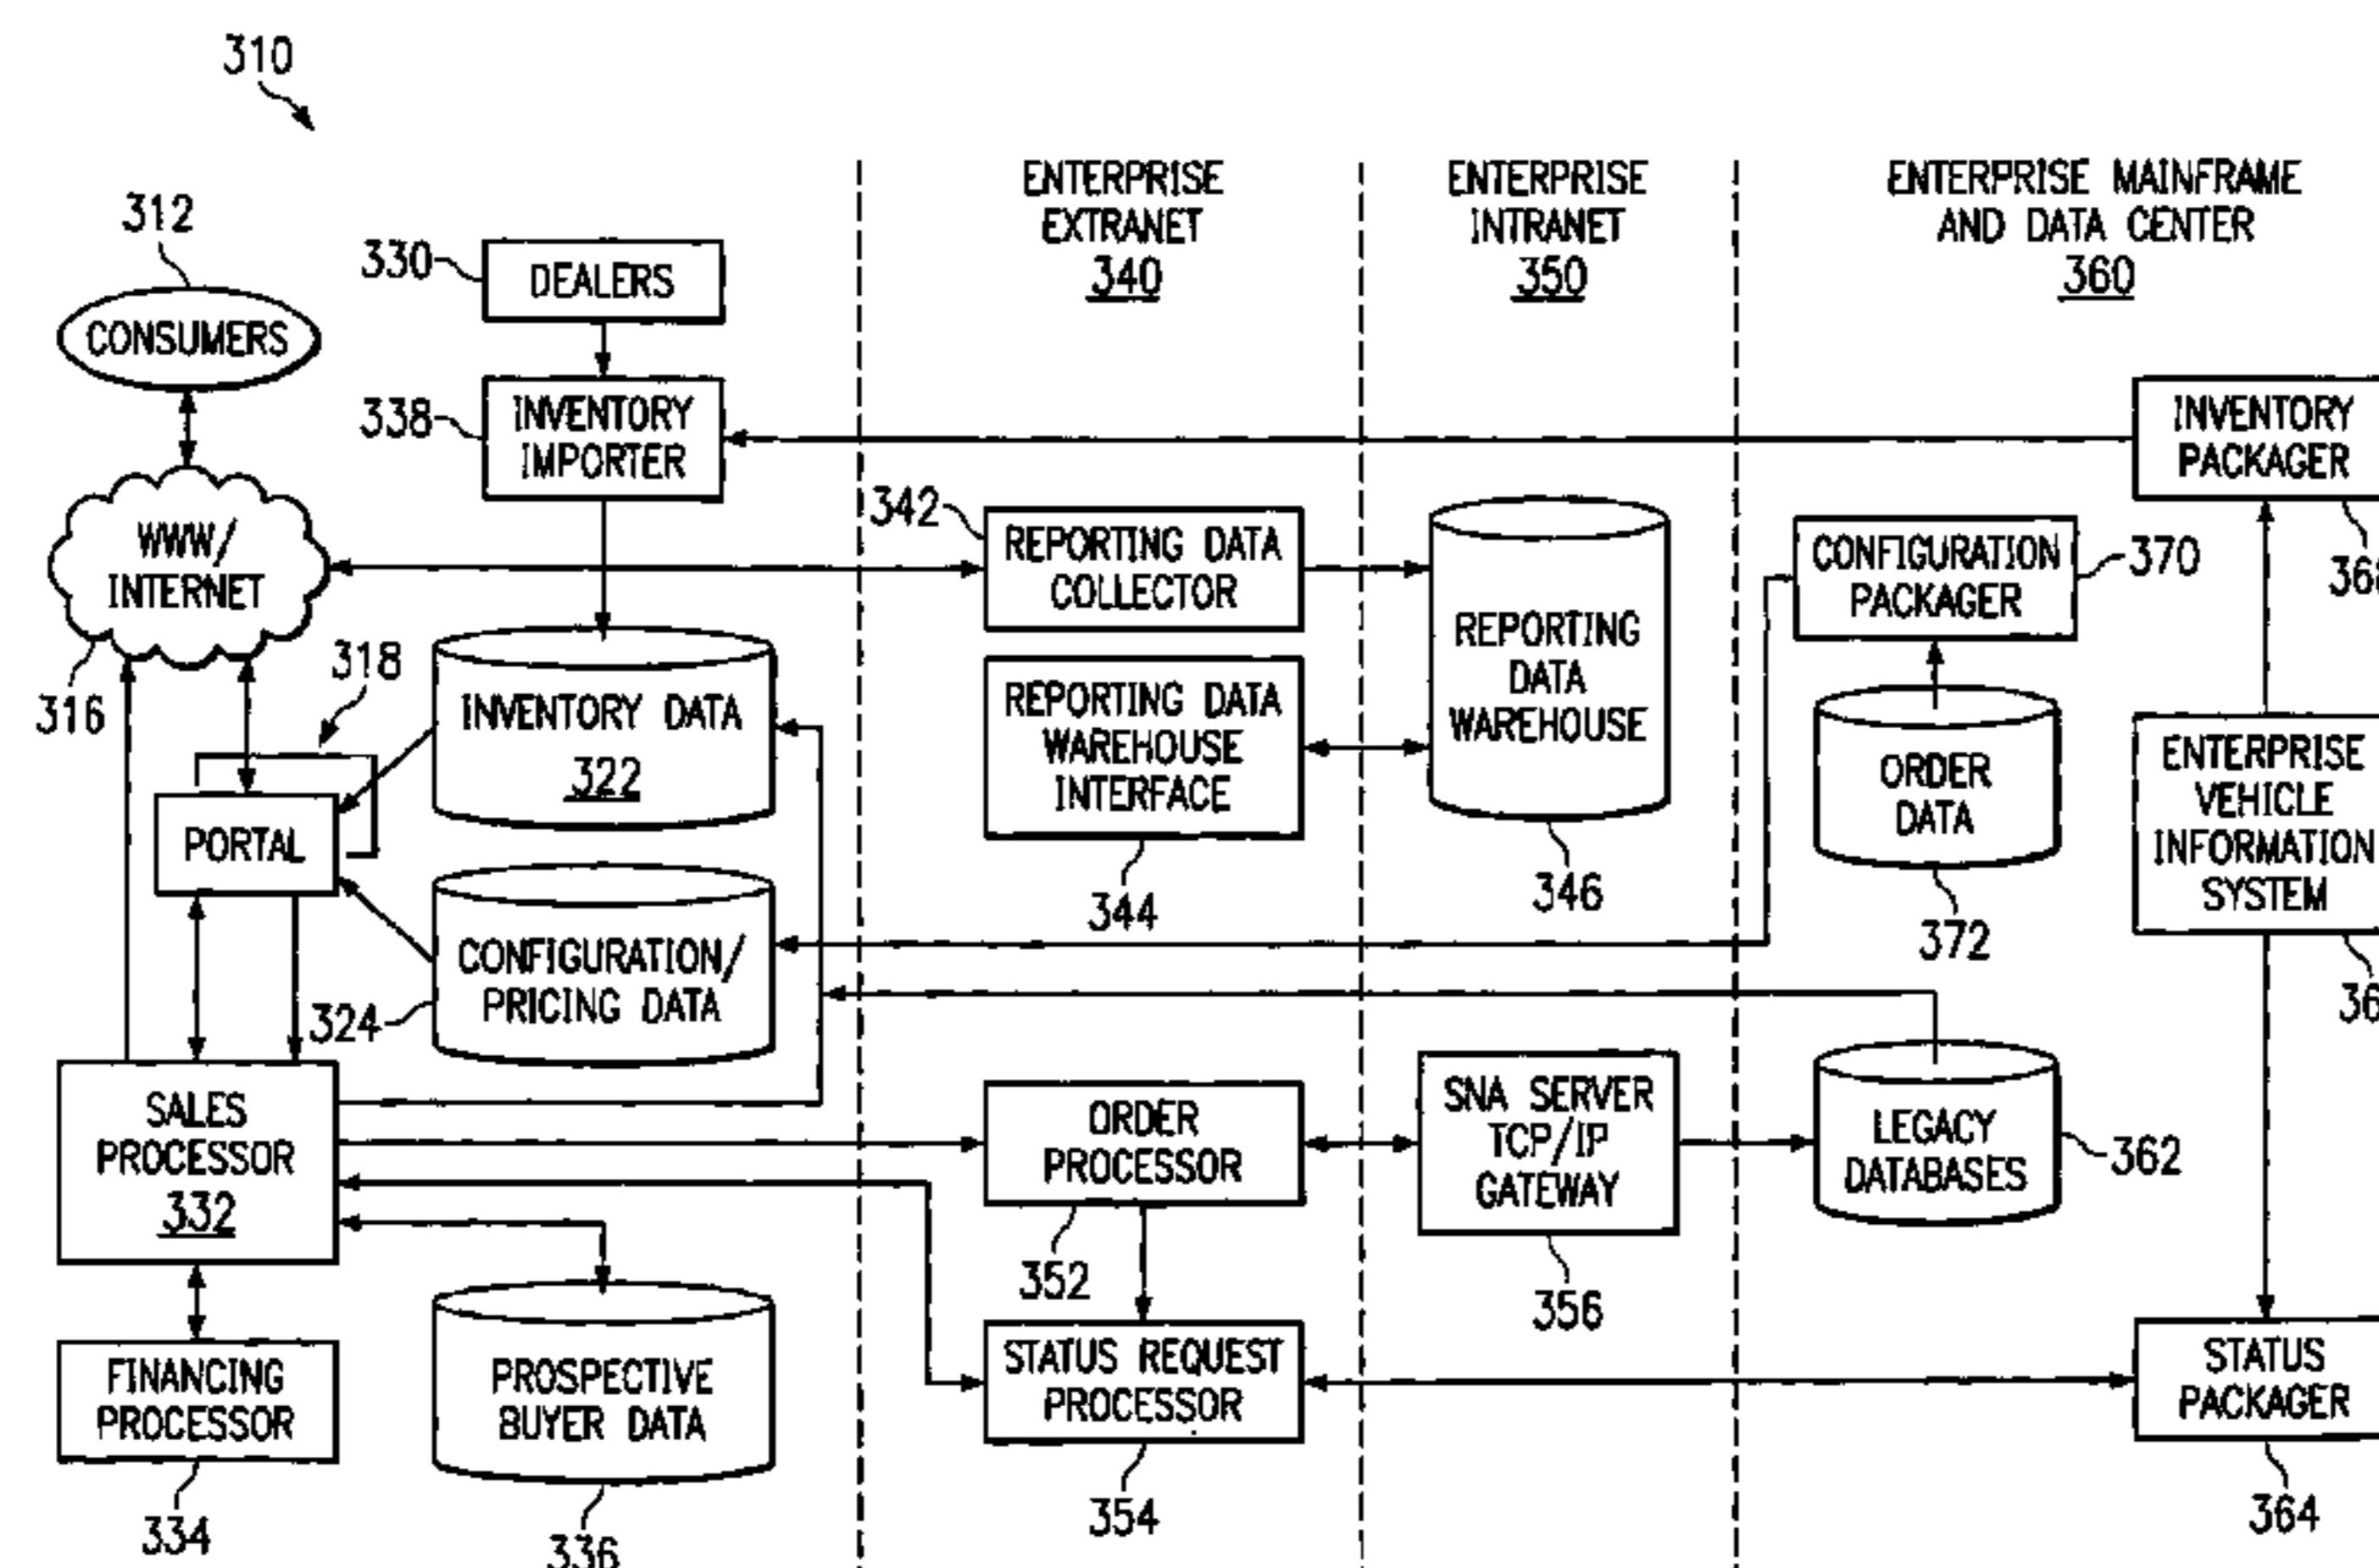 310
ENTERPRISE
EXTRANET
340
ENTERPRISE
INTRANET
350
ENTERPRISE MAINFRAME
AND DATA CENTER
360
312
CONSUMERS
330
DEALERS
338
INVENTORY
IMPORTER
INVENTORY
PACKAGER
WWW/
INTERNET
316
318
342
REPORTING DATA
COLLECTOR
REPORTING DATA
WAREHOUSE
INTERFACE
344
REPORTING
DATA
WAREHOUSE
346
CONFIGURATION
PACKAGER
370
ORDER
DATA
372
ENTERPRISE
VEHICLE
INFORMATION
SYSTEM
INVENTORY DATA
322
PORTAL
CONFIGURATION/
PRICING DATA
324
SALES
PROCESSOR
332
ORDER
PROCESSOR
352
SNA SERVER
TCP/IP
GATEWAY
356
LEGACY
DATABASES
362
FINANCING
PROCESSOR
334
PROSPECTIVE
BUYER DATA
336
STATUS REQUEST
PROCESSOR
354
STATUS
PACKAGER
364